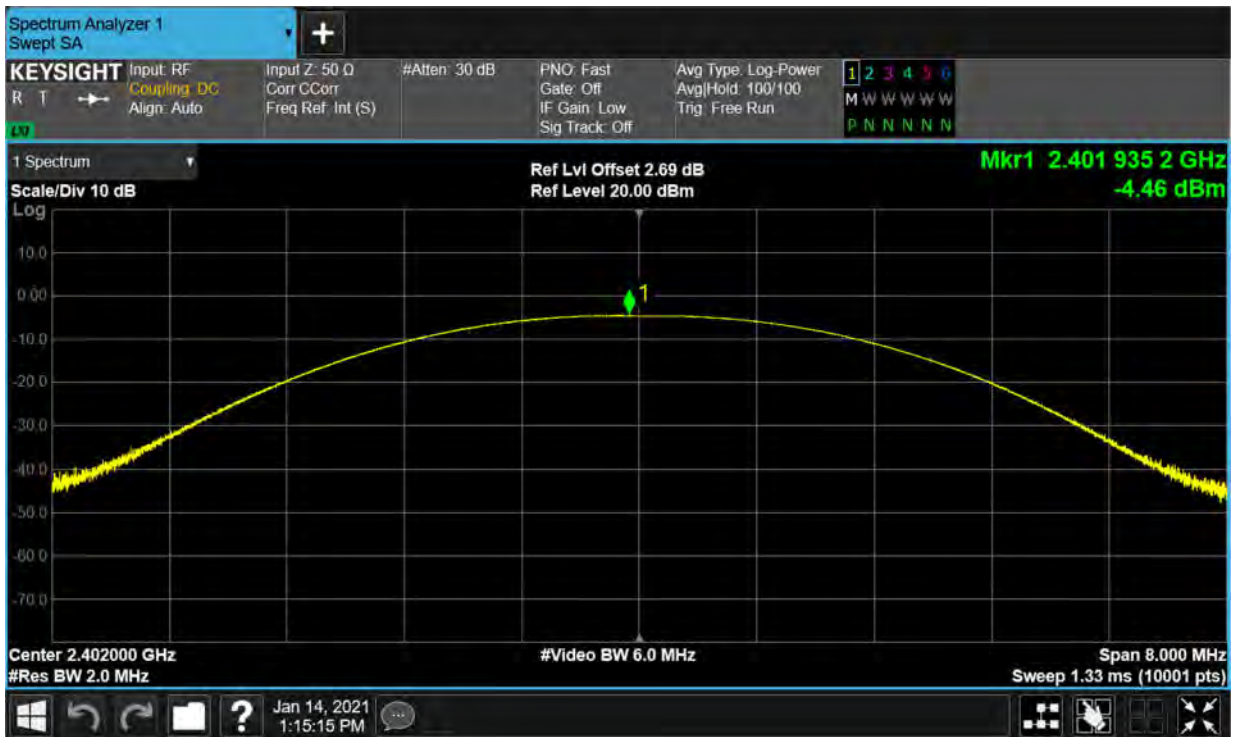 Spectrum Analyzer 1
Swept SA
+
KEYSIGHT
R T
LXI
Input: RF
Coupling: DC
Align: Auto
Input Z: 50 Ω
Corr CCorr
Freq Ref: Int (S)
#Atten: 30 dB
PNO: Fast
Gate: Off
IF Gain: Low
Sig Track: Off
Avg Type: Log-Power
Avg|Hold: 100/100
Trig: Free Run
1 2 3 4 5 6
M W W W W W
P N N N N N
1 Spectrum
Scale/Div 10 dB
Log
Ref Lvl Offset 2.69 dB
Ref Level 20.00 dBm
Mkr1 2.401 935 2 GHz
-4.46 dBm
10.0
0.00
1
-10.0
-20.0
-30.0
-40.0
-50.0
-60.0
-70.0
Center 2.402000 GHz
#Res BW 2.0 MHz
#Video BW 6.0 MHz
Span 8.000 MHz
Sweep 1.33 ms (10001 pts)
?
Jan 14, 2021
1:15:15 PM